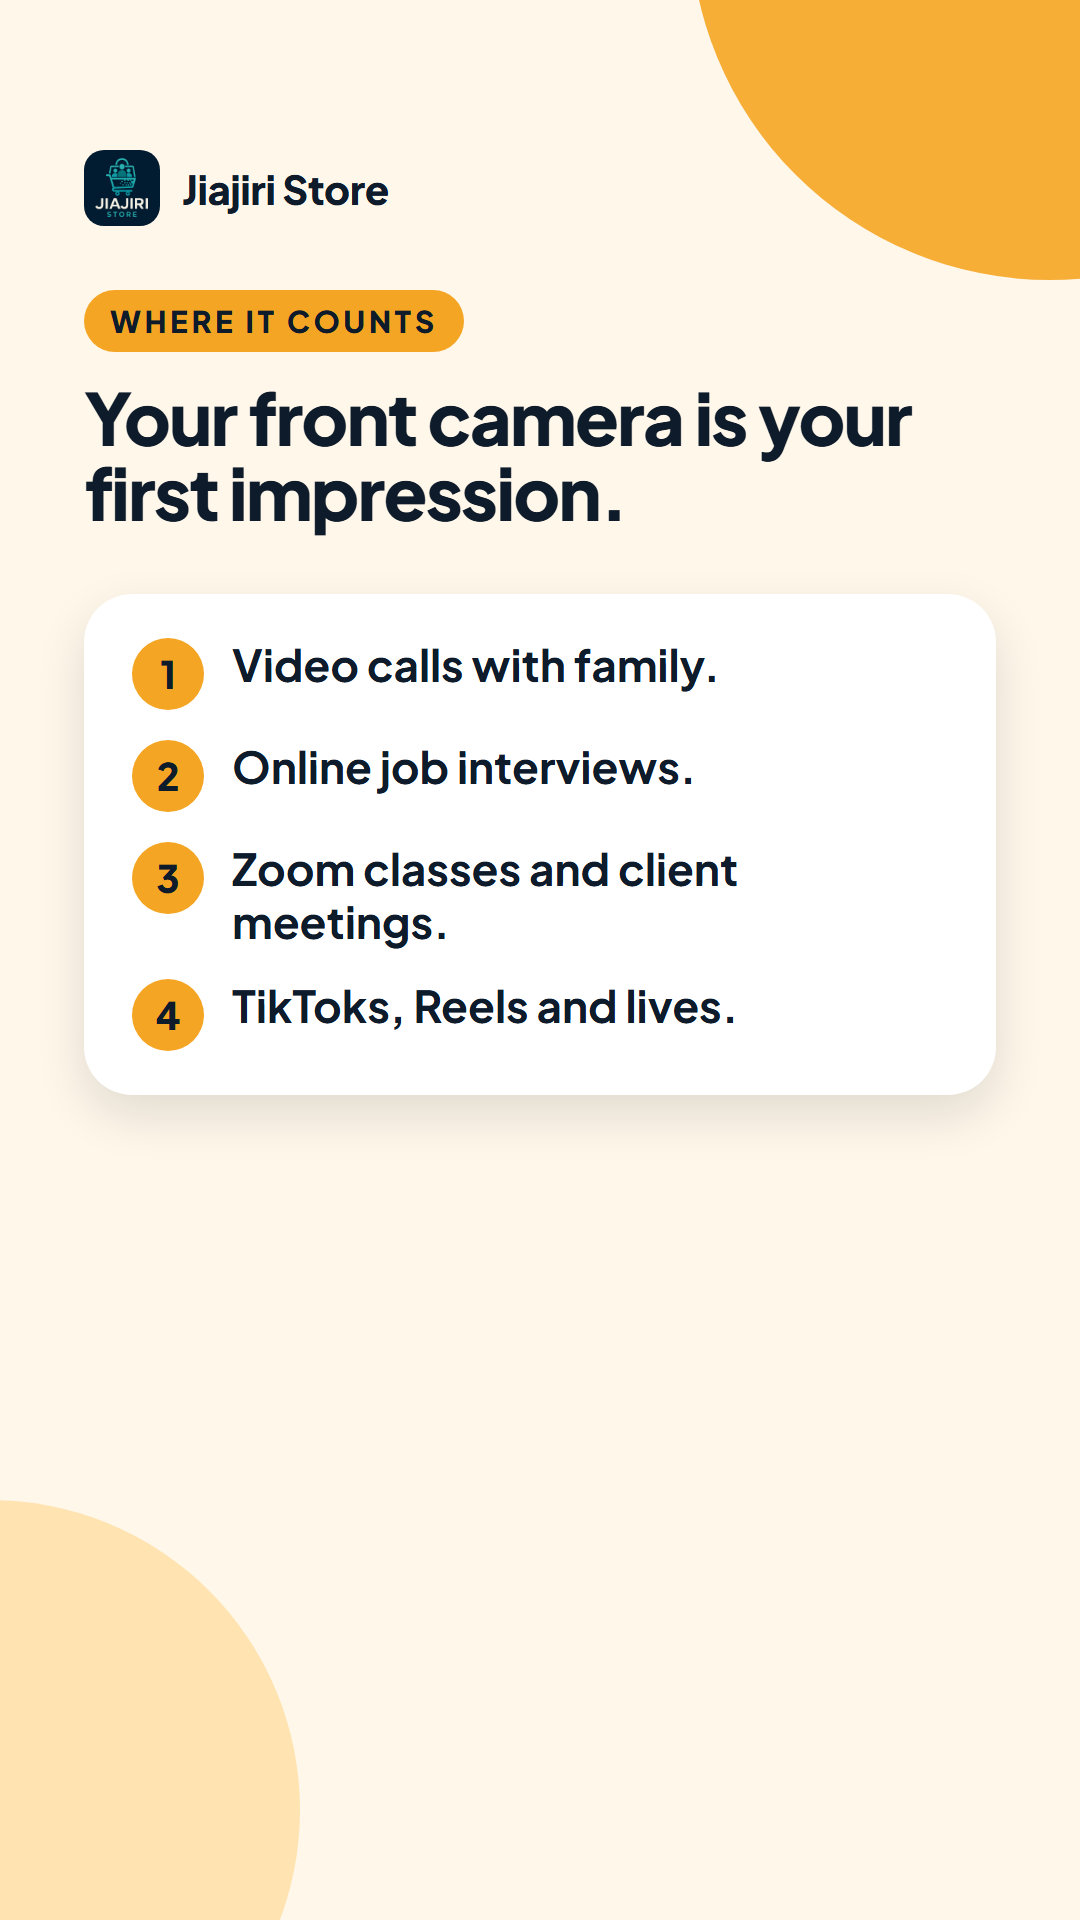 JIAJIRI
STORE
Jiajiri Store
WHERE IT COUNTS
Your front camera is your
first impression.
1 Video calls with family.
2 Online job interviews.
3 Zoom classes and client
meetings.
4 TikToks, Reels and lives.